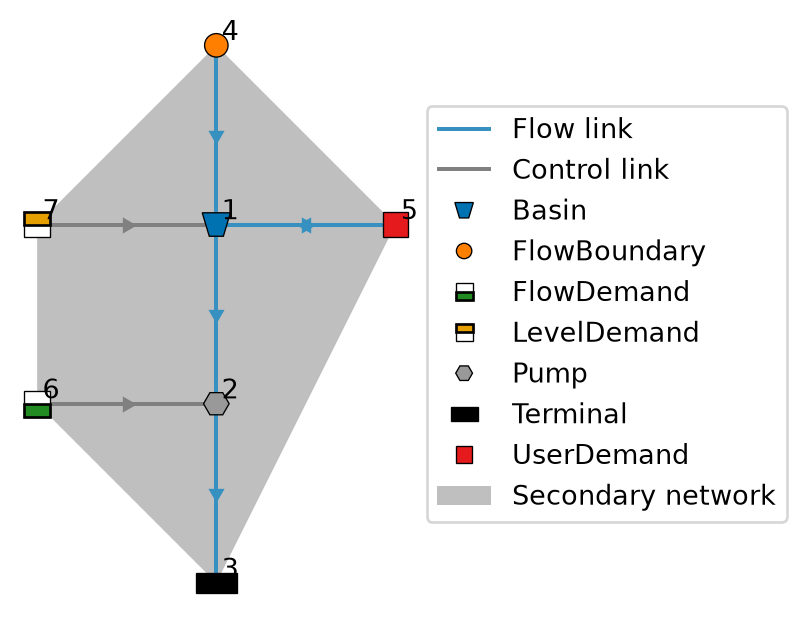 4
7
1
5
6
2
3
Flow link
Control link
Basin
FlowBoundary
FlowDemand
LevelDemand
Pump
Terminal
UserDemand
Secondary network